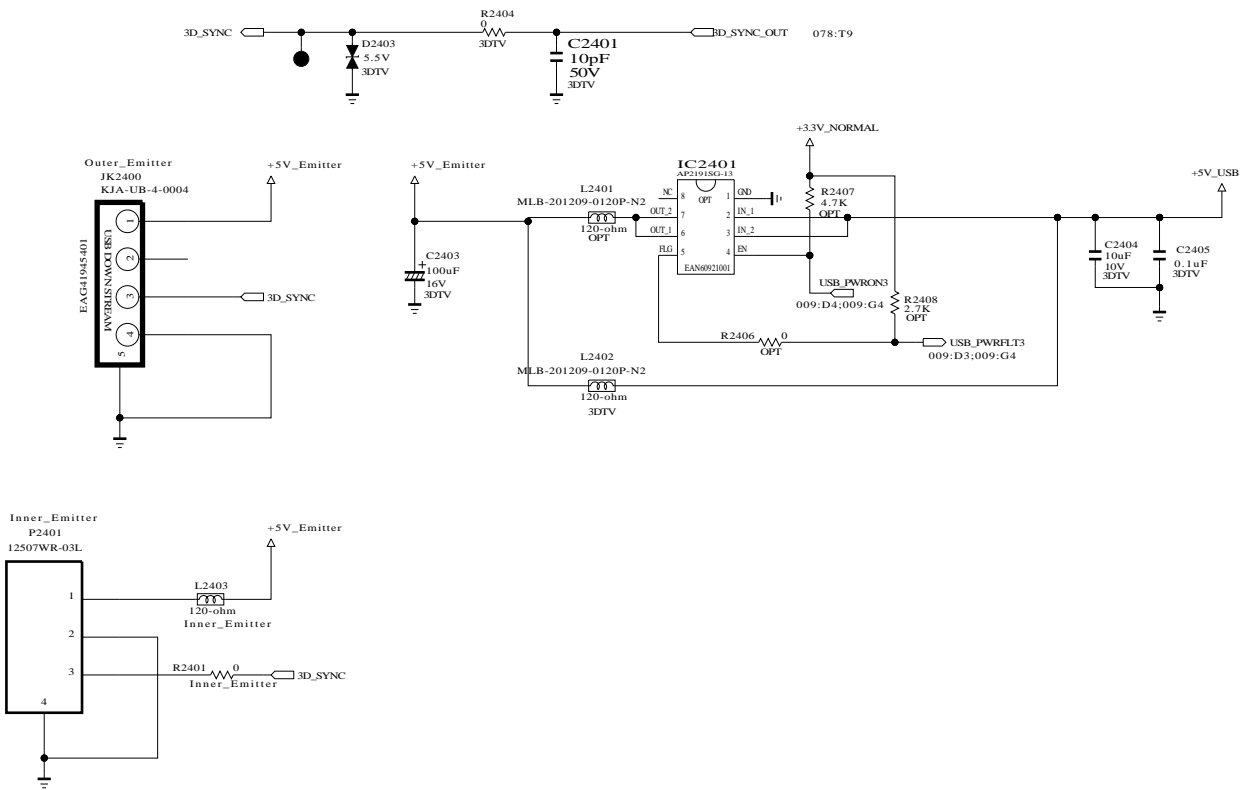 R2404
0
3D_SYNC
3D_SYNC_OUT
078:T9
3DTV
D2403
5.5V
3DTV
C2401
10pF
50V
3DTV
+3.3V_NORMAL
Outer_Emitter
JK2400
KJA-UB-4-0004
+5V_Emitter
EAG41945401
USB DOWN STREAM
1
2
3
4
5
3D_SYNC
+5V_Emitter
C2403
100uF
16V
3DTV
L2401
MLB-201209-0120P-N2
120-ohm
OPT
IC2401
AP2191SG-13
OPT
NC
8
1
GND
OUT_2
7
2
IN_1
OUT_1
6
3
IN_2
FLG
5
4
EN
EAN60921001
R2407
4.7K
OPT
+5V_USB
C2404
10uF
10V
3DTV
C2405
0.1uF
3DTV
USB_PWRON3
009:D4;009:G4
R2408
2.7K
OPT
R2406
0
OPT
USB_PWRFLT3
009:D3;009:G4
L2402
MLB-201209-0120P-N2
120-ohm
3DTV
Inner_Emitter
P2401
12507WR-03L
+5V_Emitter
1
2
3
4
L2403
120-ohm
Inner_Emitter
R2401
0
3D_SYNC
Inner_Emitter